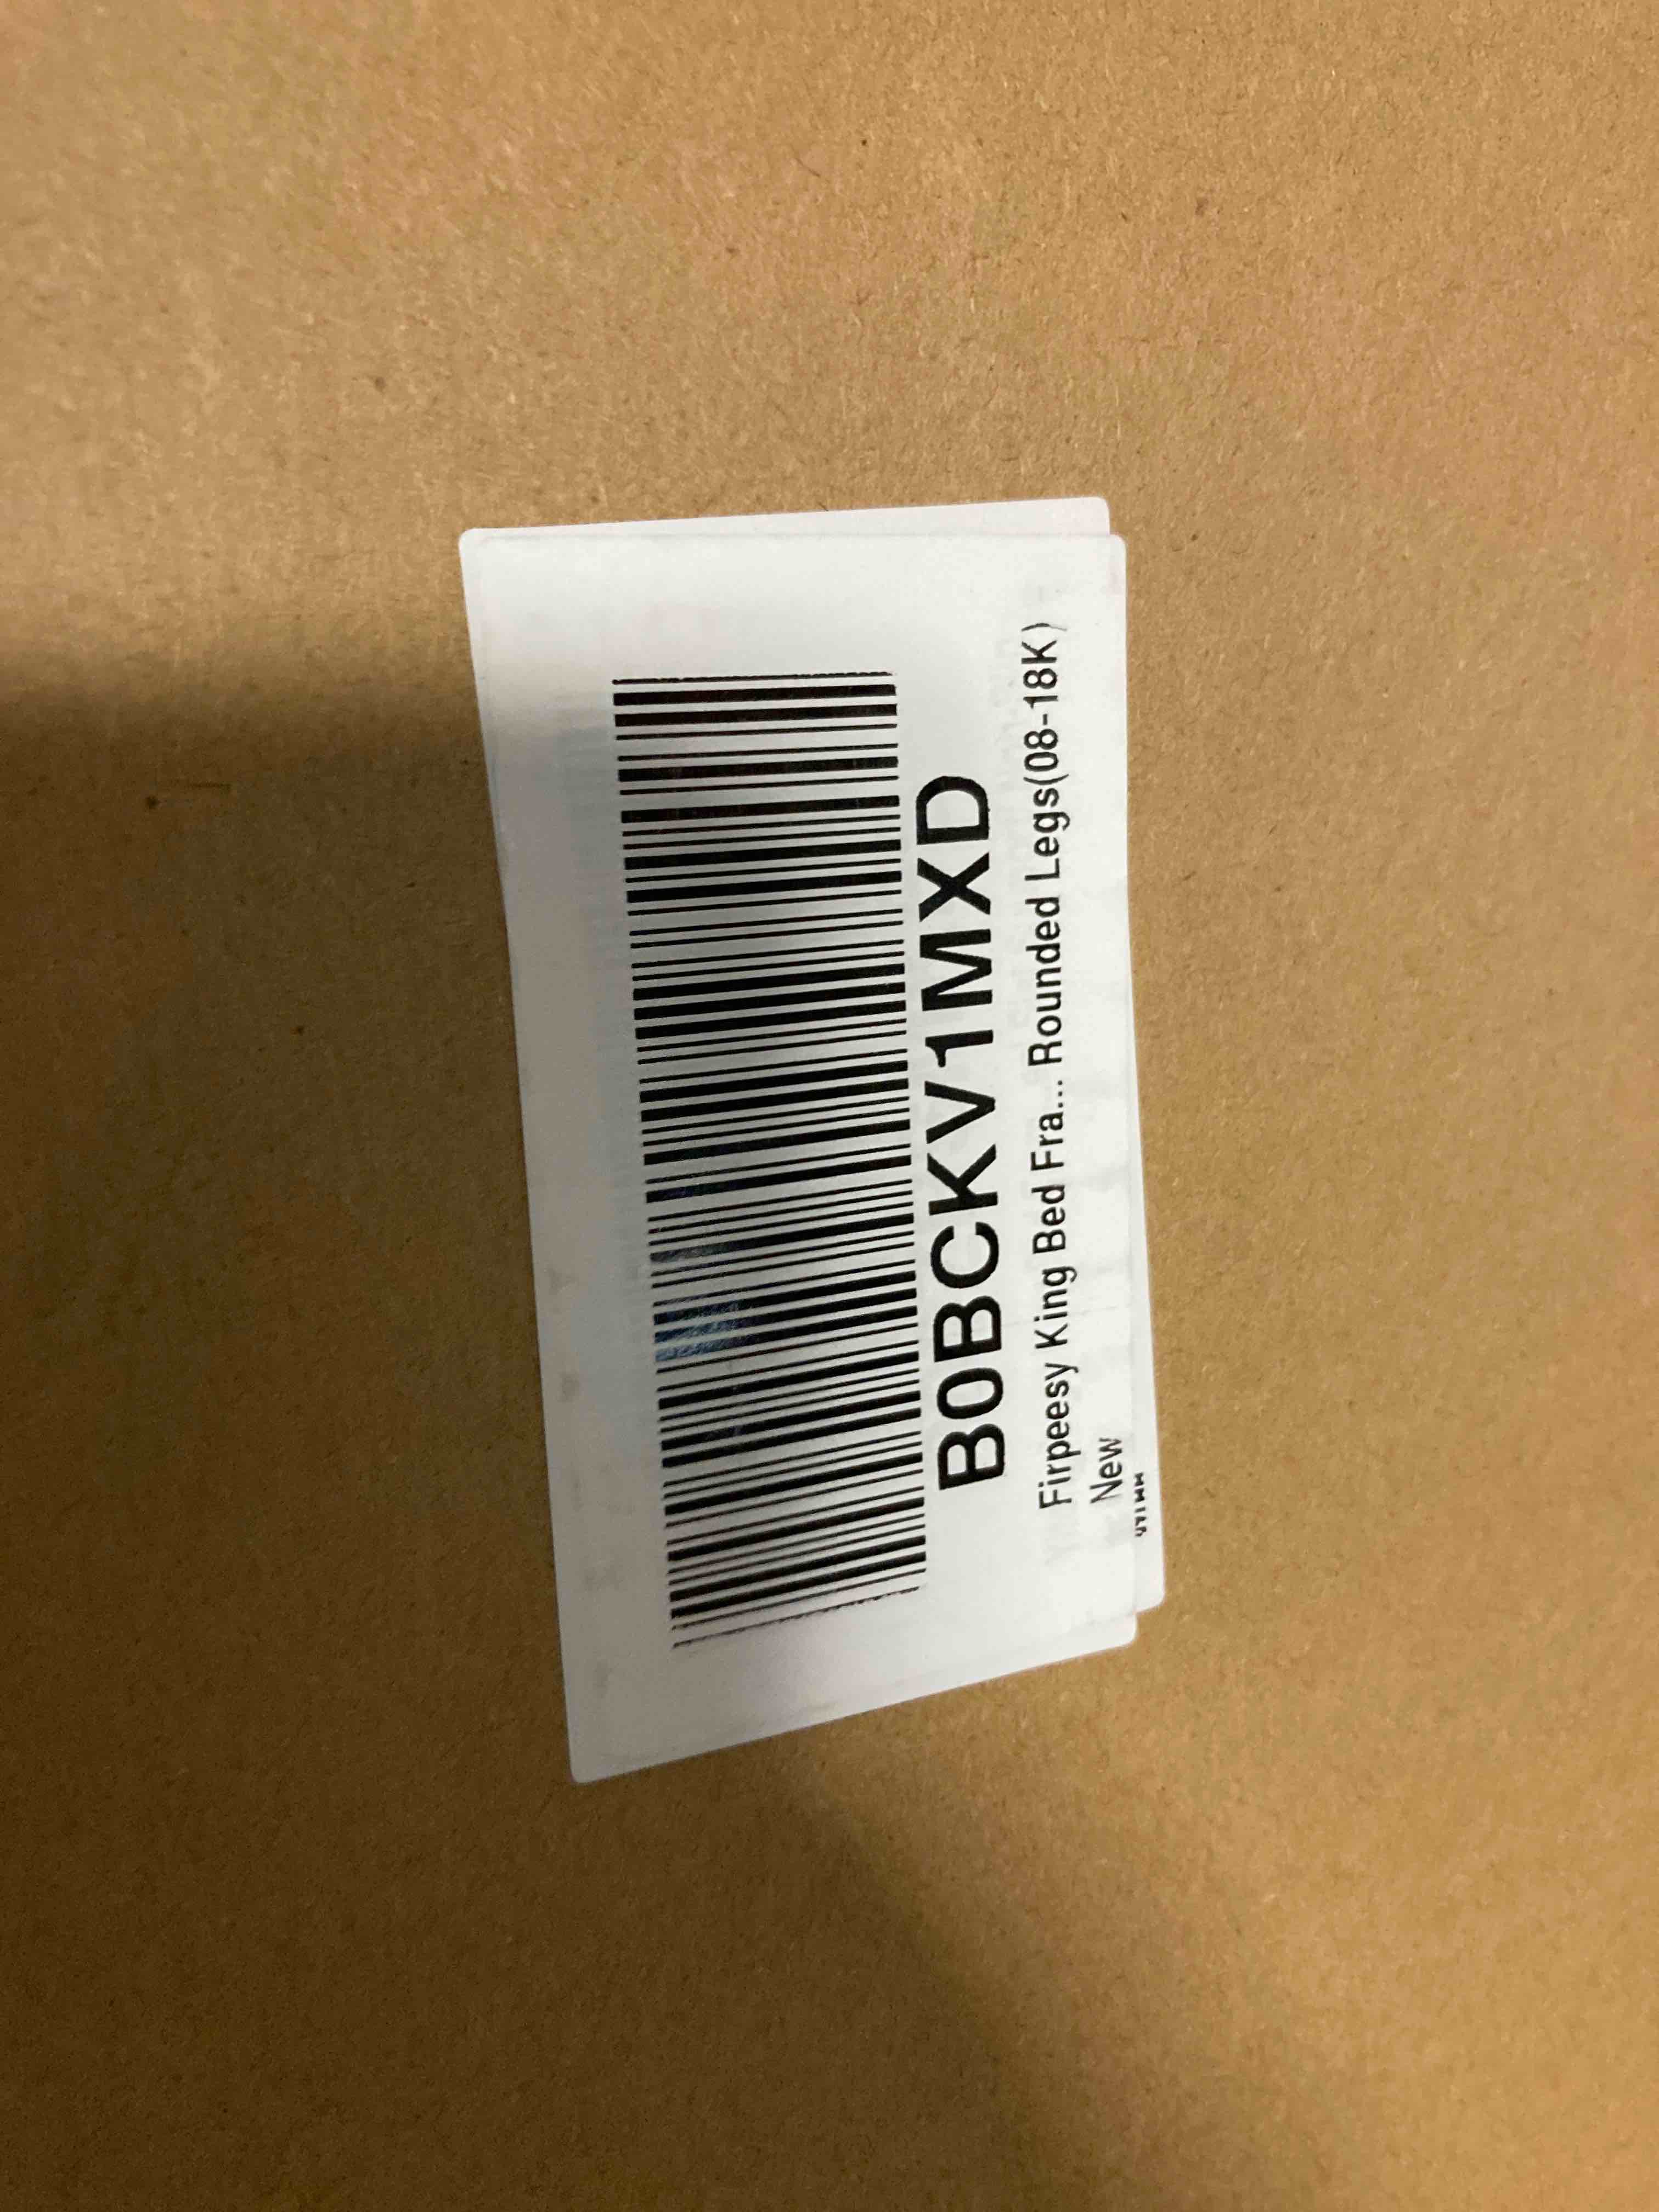 B0BCKV1MXD
Firpeesy King Bed Fra... Rounded Legs(08-18K)
New